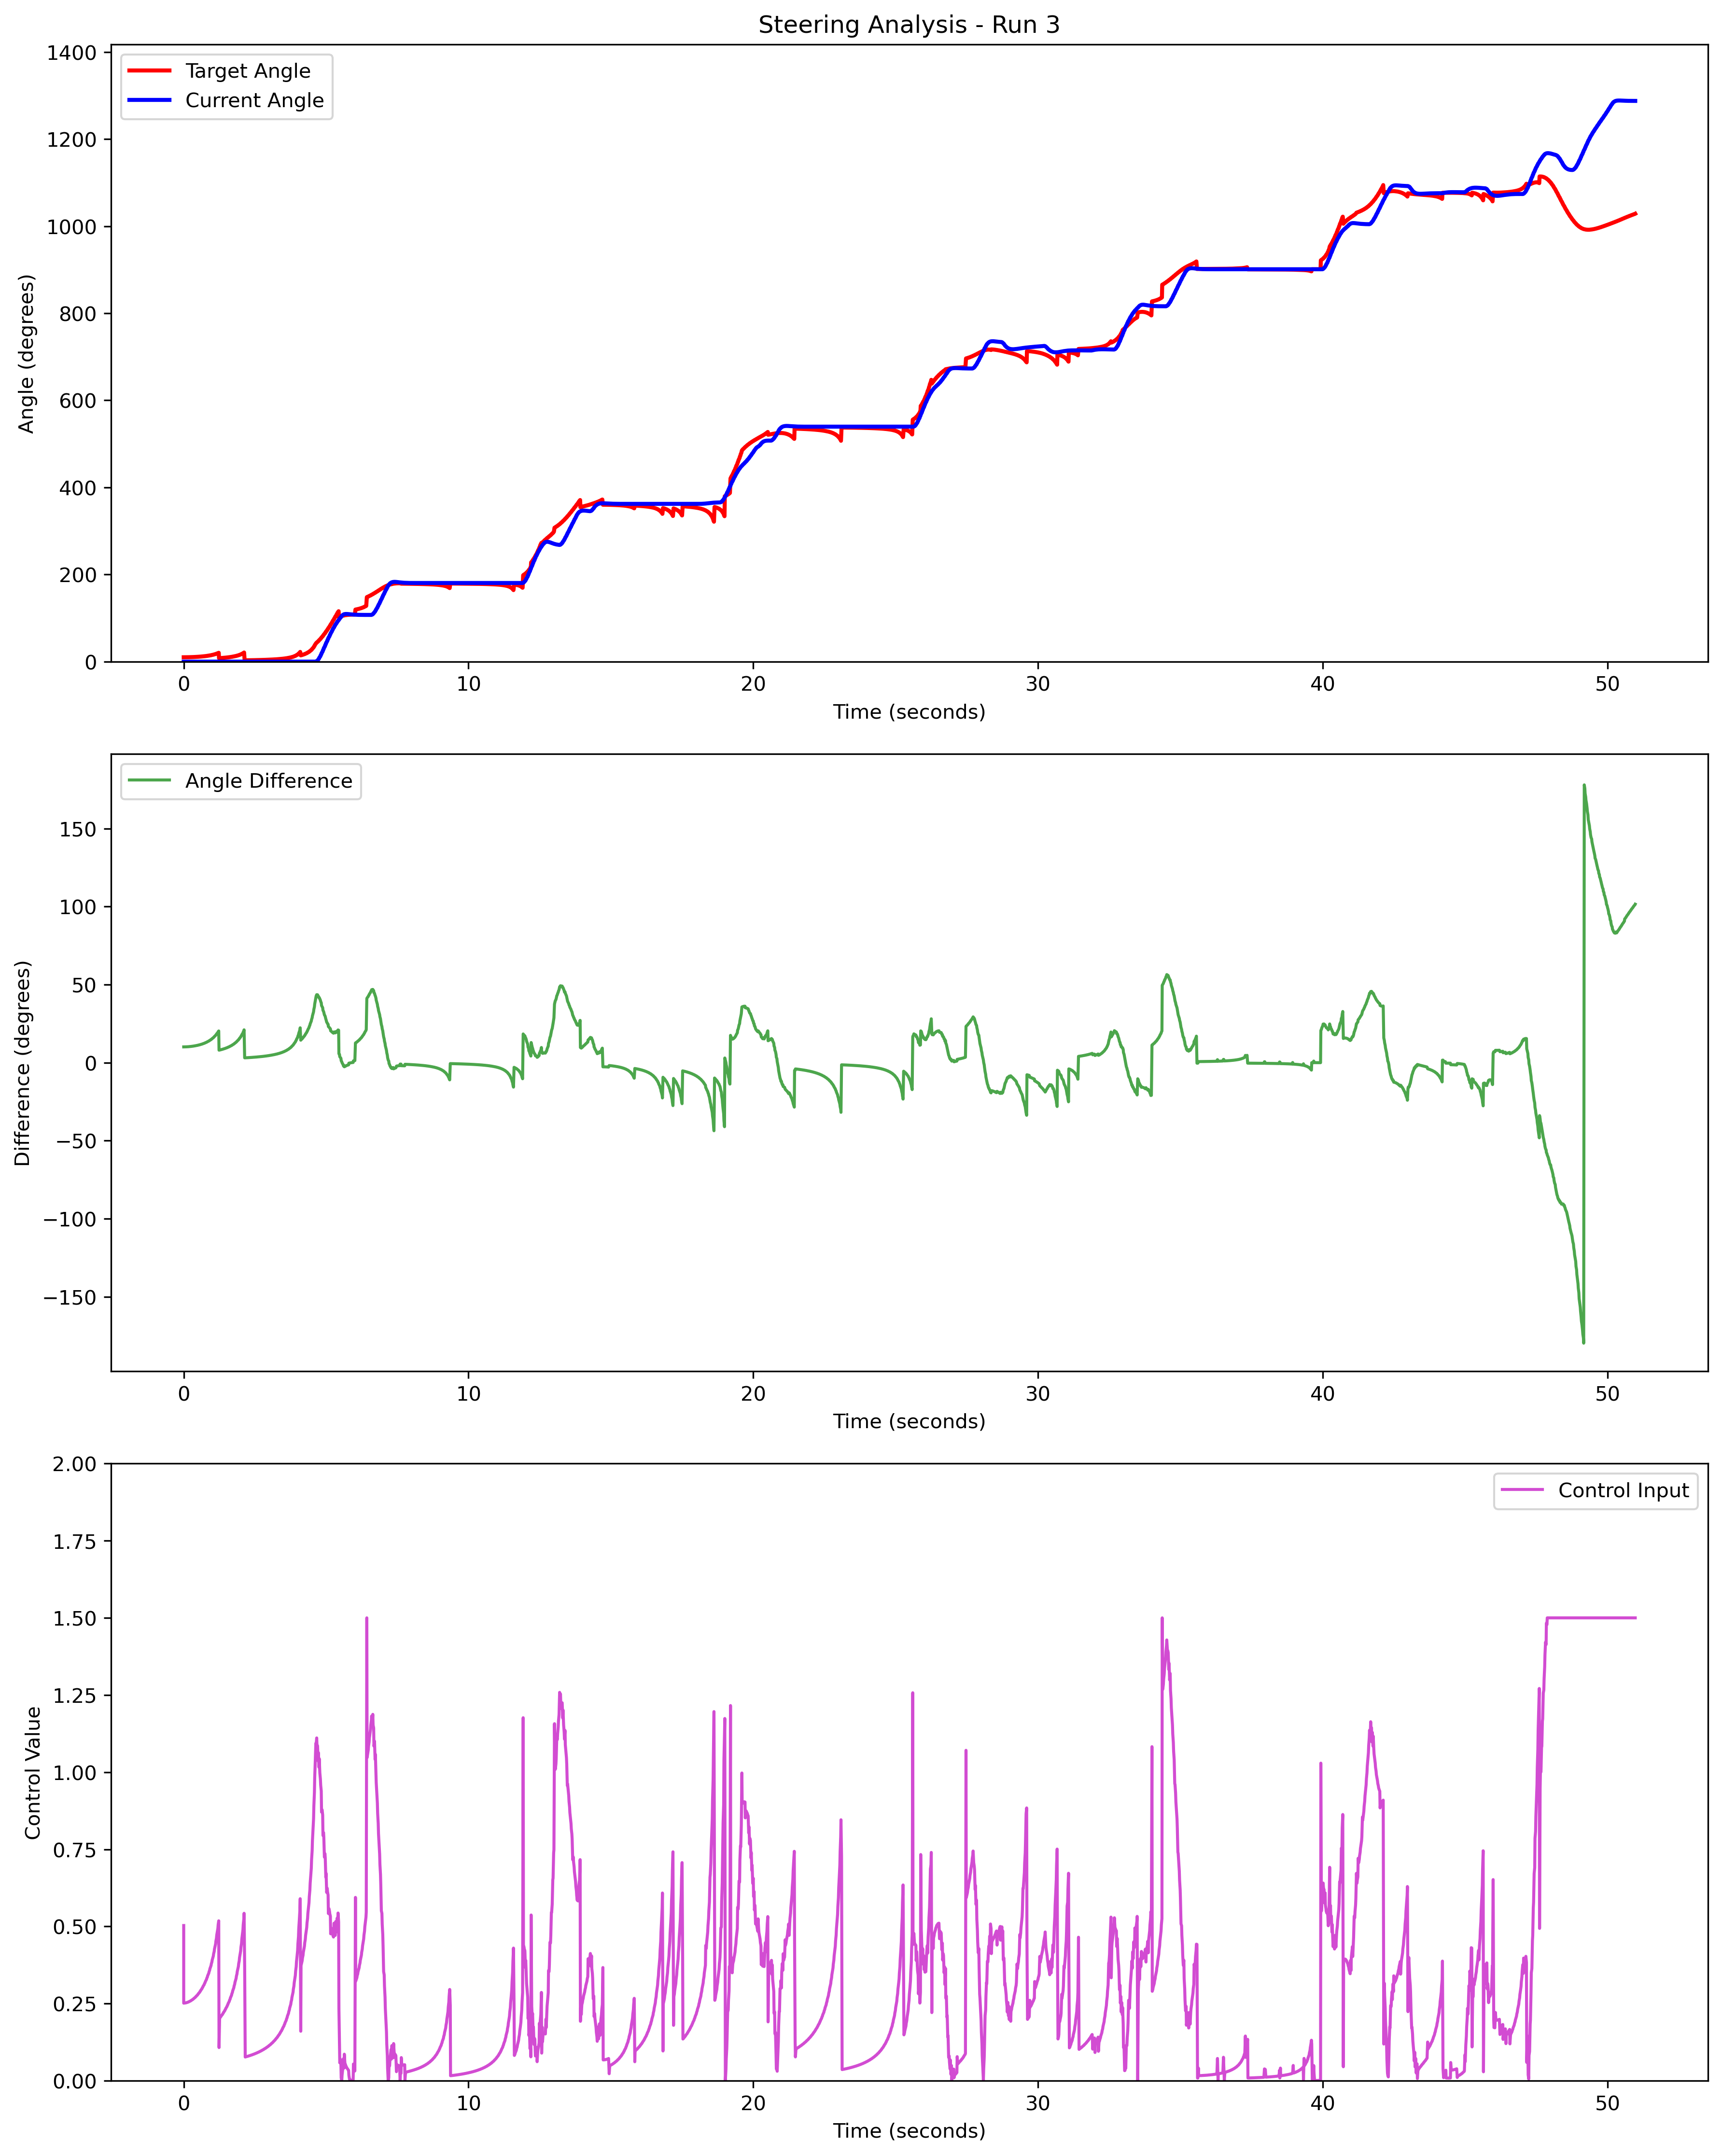 Steering Analysis - Run 3
1400
1200
1000
800
600
400
200
0
Angle (degrees)
Target Angle
Current Angle
0 10 20 30 40 50
Time (seconds)
150
100
50
0
−50
−100
−150
Difference (degrees)
Angle Difference
0 10 20 30 40 50
Time (seconds)
2.00
1.75
1.50
1.25
1.00
0.75
0.50
0.25
0.00
Control Value
Control Input
0 10 20 30 40 50
Time (seconds)